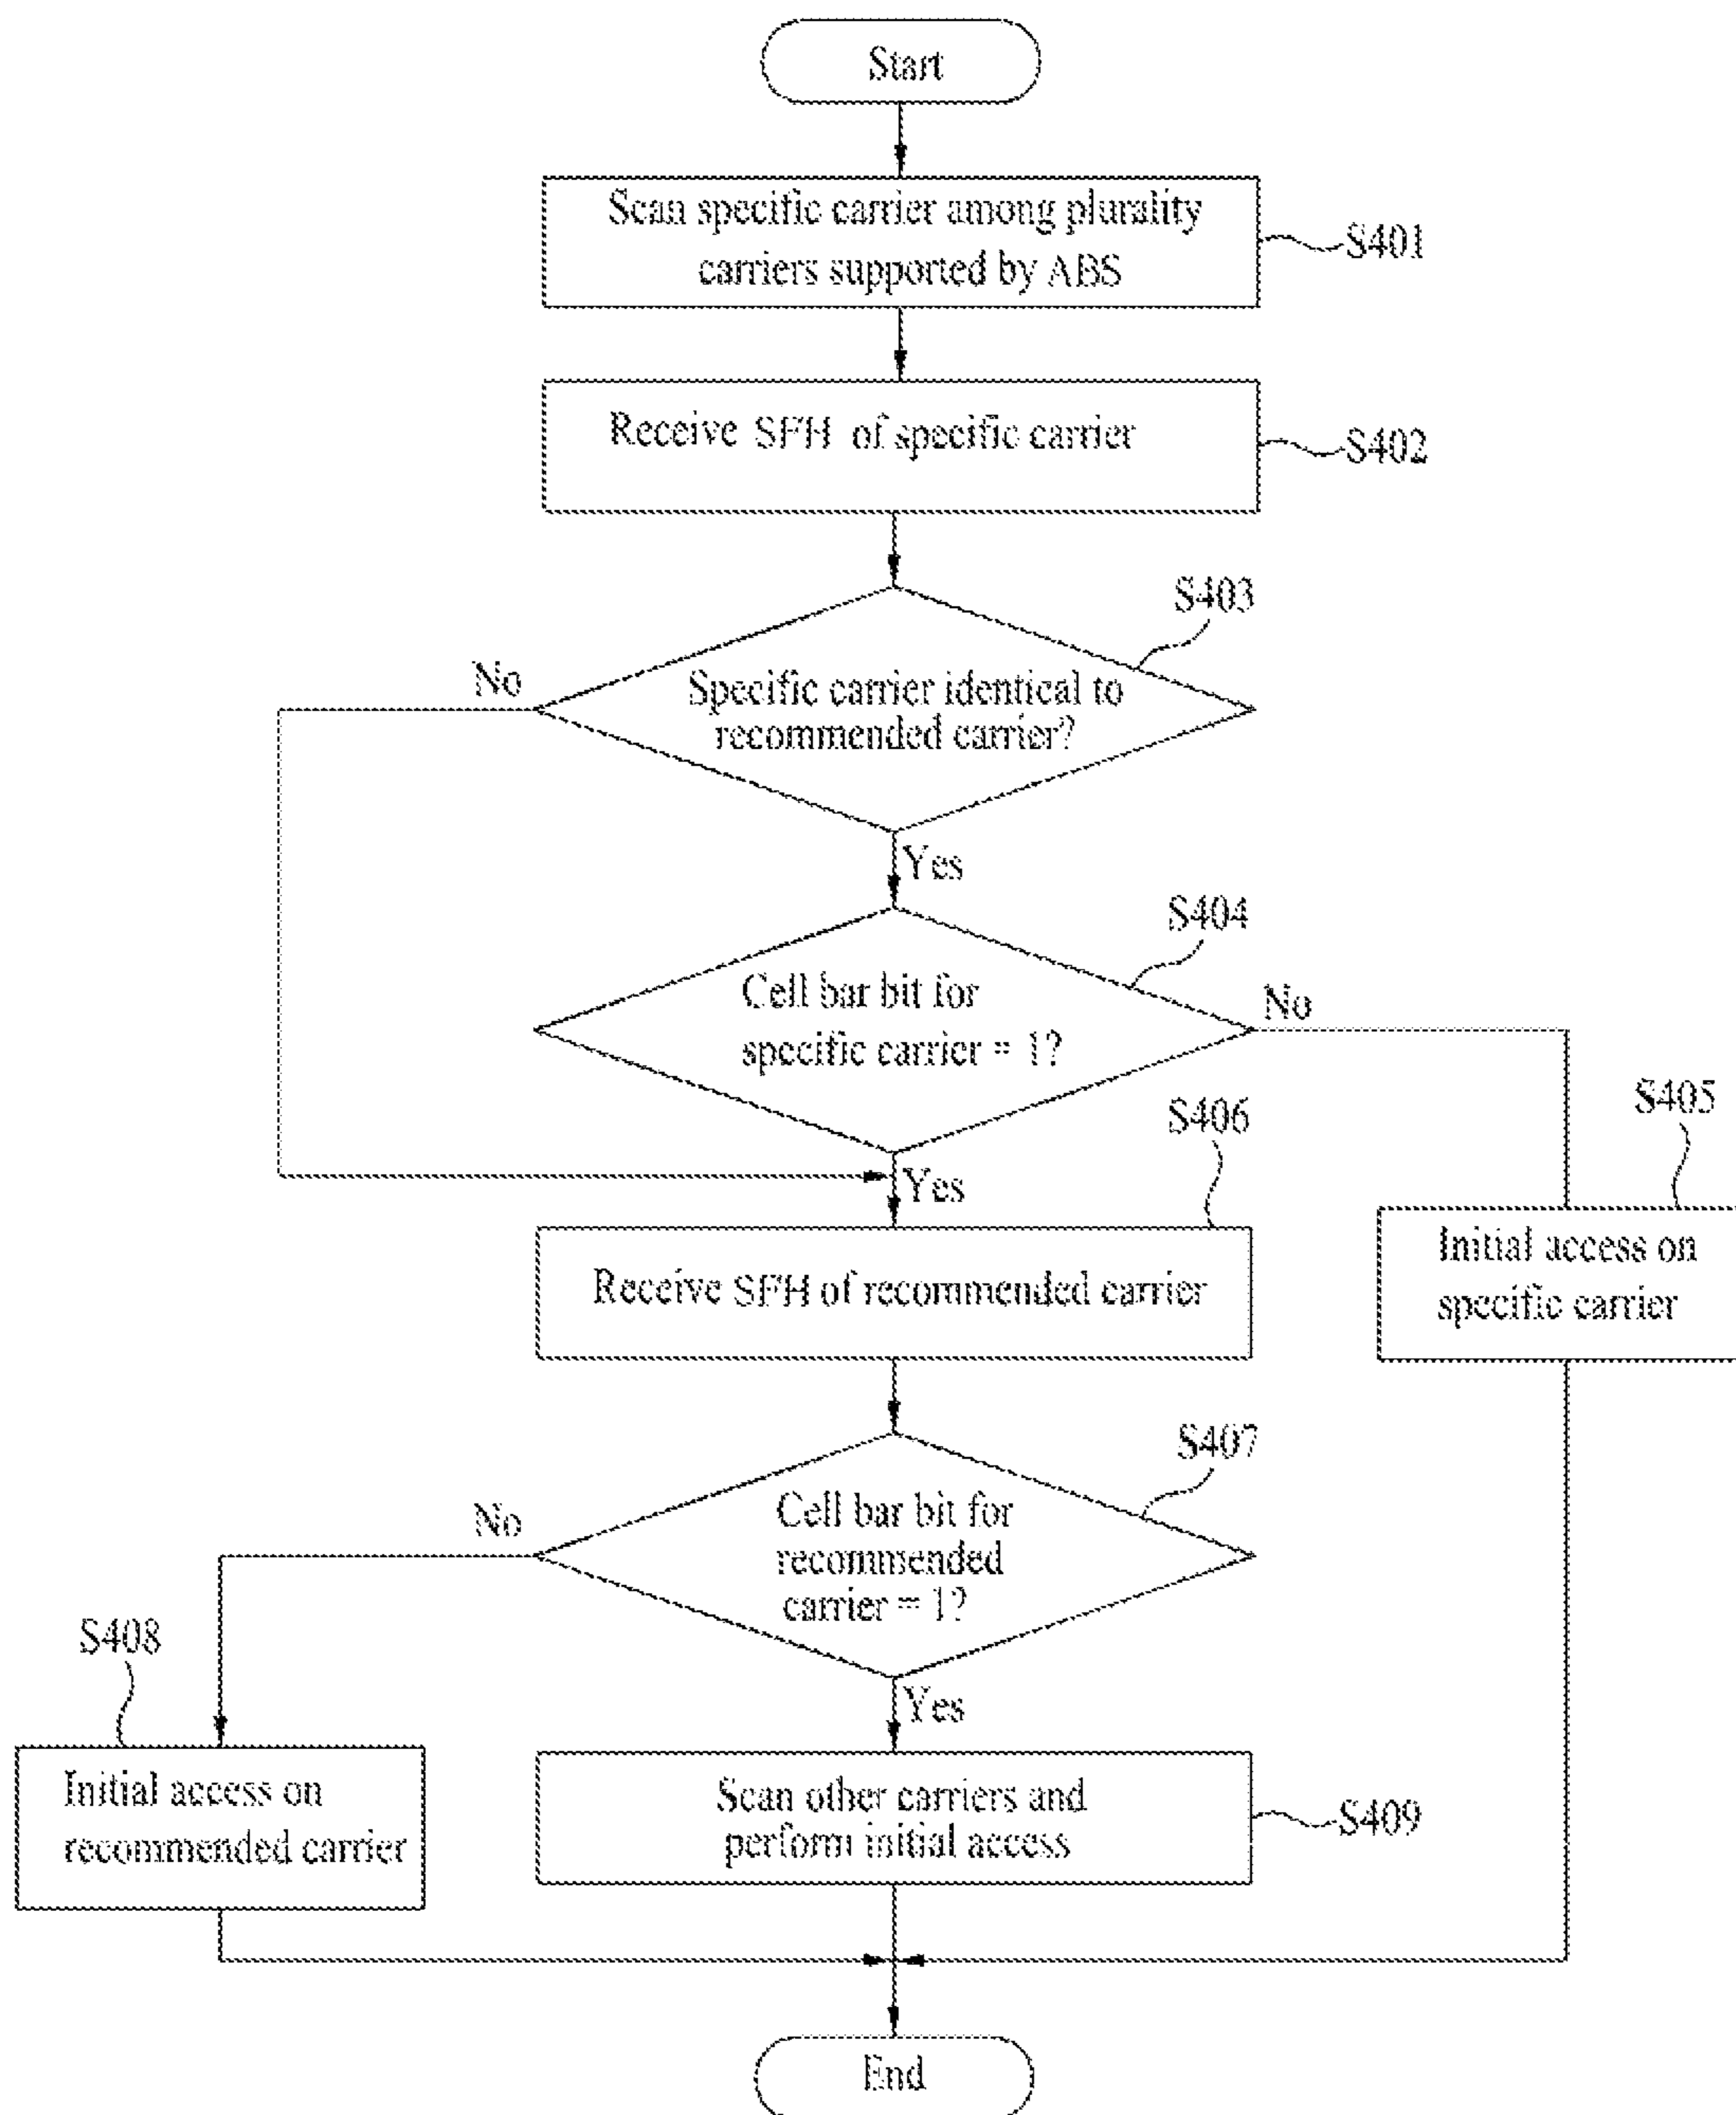 Start
Scan specific carrier among plurality
carriers supported by ABS
S401
Receive SFH of specific carrier
S402
S403
No
Specific carrier identical to
recommended carrier?
Yes
S404
Cell bar bit for
specific carrier = 1?
No
S405
S406
Yes
Initial access on
specific carrier
Receive SFH of recommended carrier
S407
No
Cell bar bit for
recommended
carrier = 1?
S408
Yes
Initial access on
recommended carrier
Scan other carriers and
perform initial access
S409
End